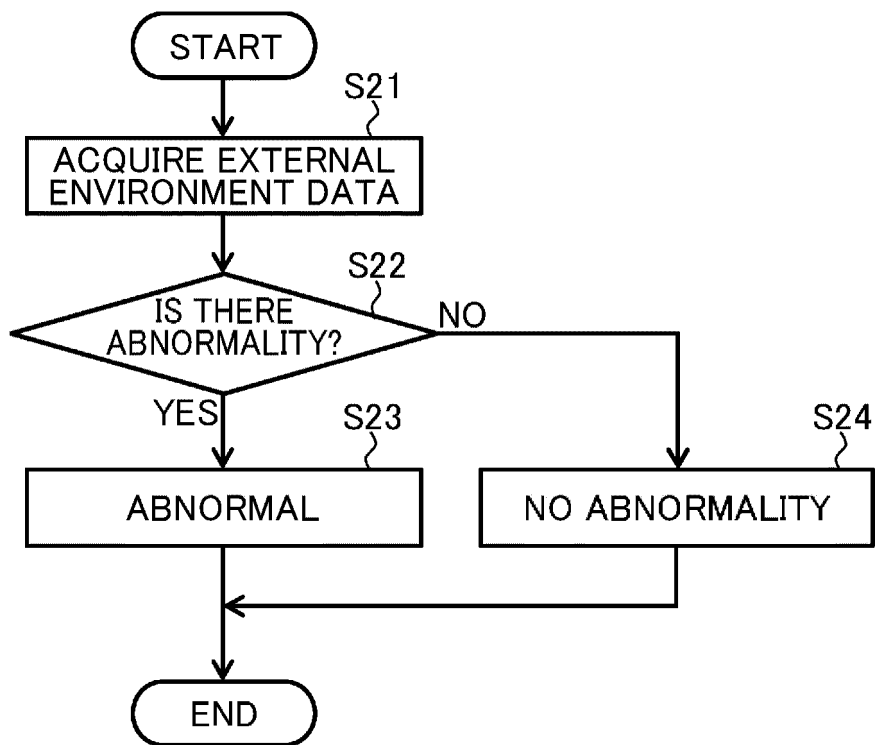 START
S21
ACQUIRE EXTERNAL
ENVIRONMENT DATA
S22
IS THERE
ABNORMALITY?
NO
YES
S23
ABNORMAL
S24
NO ABNORMALITY
END